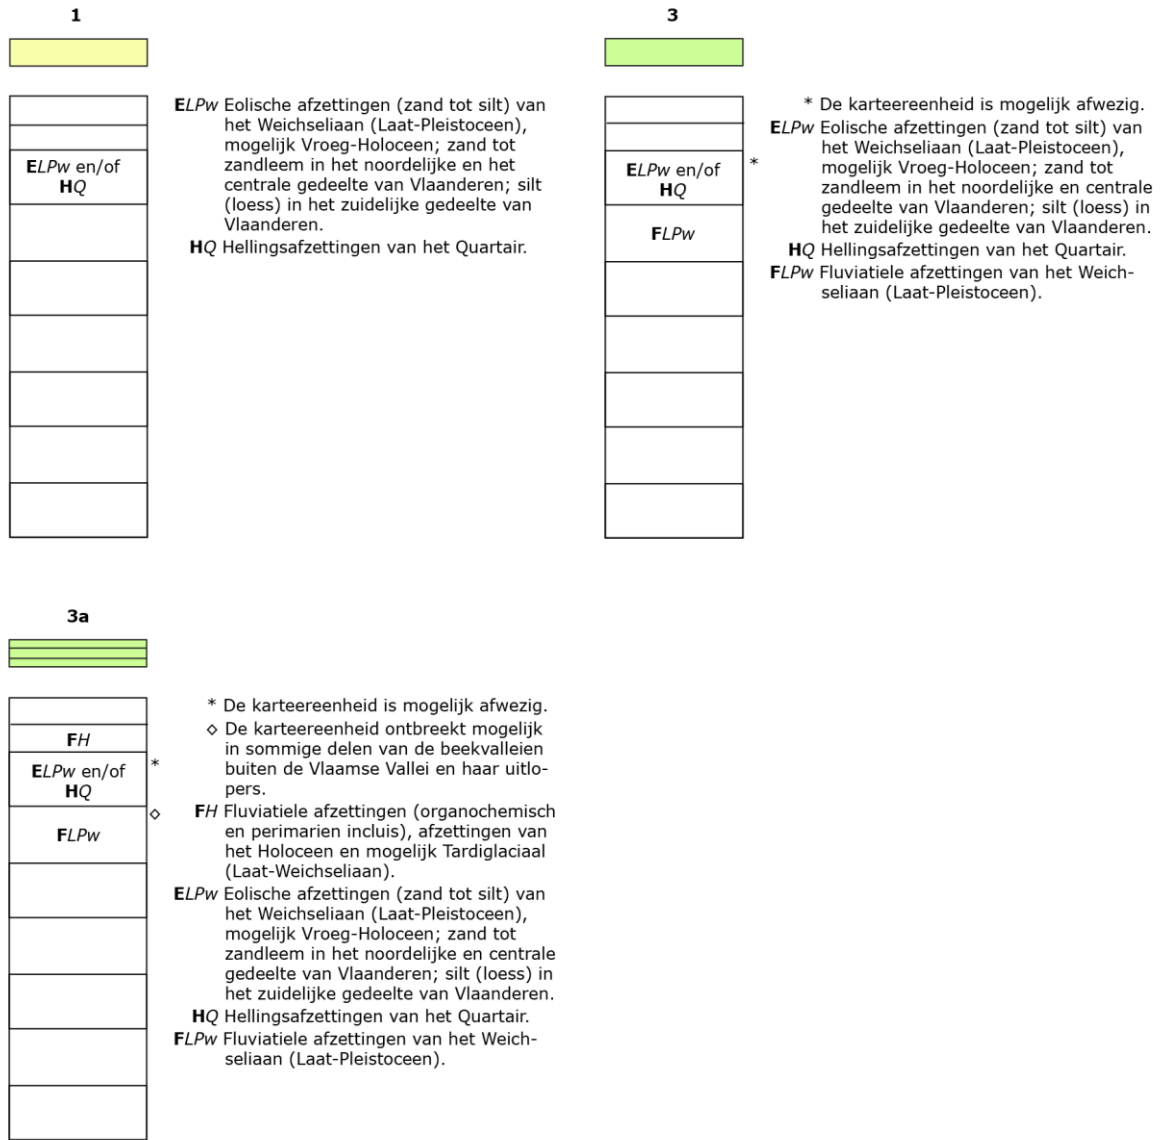 1
ELPw en/of
HQ
ELPw Eolische afzettingen (zand tot silt) van
het Weichseliaan (Laat-Pleistoceen),
mogelijk Vroeg-Holoceen; zand tot
zandleem in het noordelijke en het
centrale gedeelte van Vlaanderen; silt
(loess) in het zuidelijke gedeelte van
Vlaanderen.
HQ Hellingsafzettingen van het Quartair.
3
ELPw en/of
HQ
*
FLPw
* De karteereenheid is mogelijk afwezig.
ELPw Eolische afzettingen (zand tot silt) van
het Weichseliaan (Laat-Pleistoceen),
mogelijk Vroeg-Holoceen; zand tot
zandleem in het noordelijke en centrale
gedeelte van Vlaanderen; silt (loess) in
het zuidelijke gedeelte van Vlaanderen.
HQ Hellingsafzettingen van het Quartair.
FLPw Fluviatiele afzettingen van het Weich-
seliaan (Laat-Pleistoceen).
3a
FH
ELPw en/of
HQ
*
◇
FLPw
* De karteereenheid is mogelijk afwezig.
◇ De karteereenheid ontbreekt mogelijk
in sommige delen van de beekvalleien
buiten de Vlaamse Vallei en haar uitlo-
pers.
FH Fluviatiele afzettingen (organochemisch
en perimarien incluis), afzettingen van
het Holoceen en mogelijk Tardiglaciaal
(Laat-Weichseliaan).
ELPw Eolische afzettingen (zand tot silt) van
het Weichseliaan (Laat-Pleistoceen),
mogelijk Vroeg-Holoceen; zand tot
zandleem in het noordelijke en centrale
gedeelte van Vlaanderen; silt (loess) in
het zuidelijke gedeelte van Vlaanderen.
HQ Hellingsafzettingen van het Quartair.
FLPw Fluviatiele afzettingen van het Weich-
seliaan (Laat-Pleistoceen).